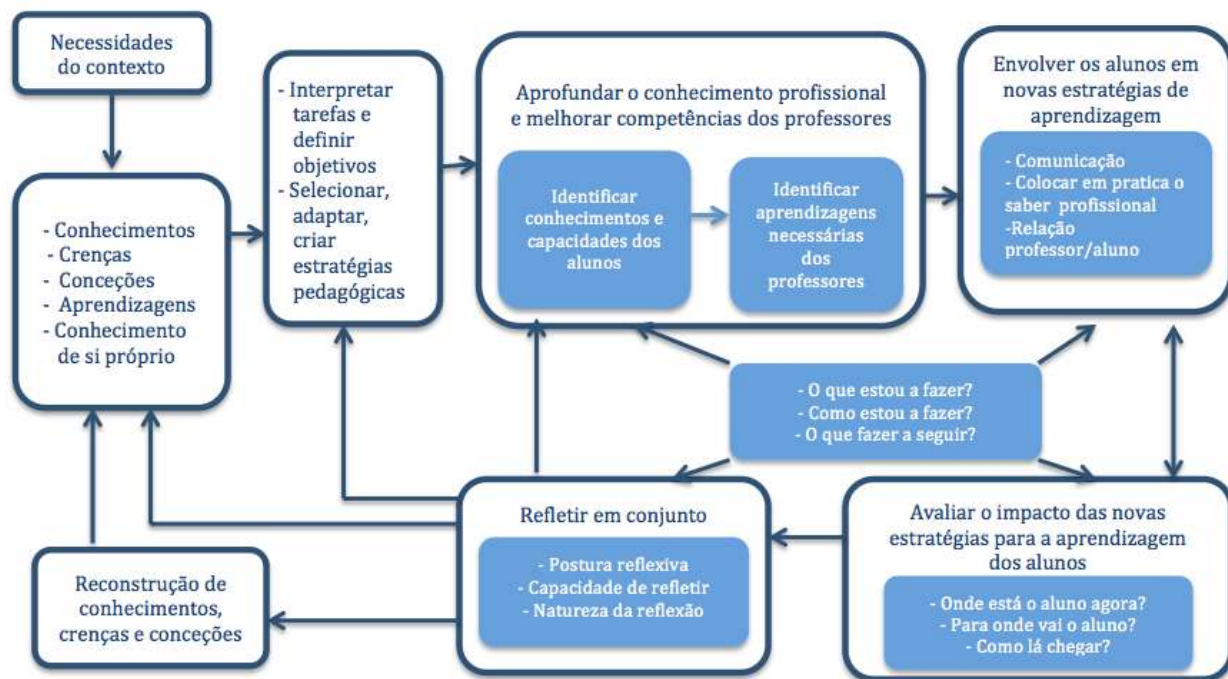 Necessidades
do contexto
- Conhecimentos
- Crenças
- Conceções
- Aprendizagens
- Conhecimento
de si próprio
- Interpretar
tarefas e
definir
objetivos
- Selecionar,
adaptar,
criar
estratégias
pedagógicas
Aprofundar o conhecimento profissional
e melhorar competências dos professores
Identificar
conhecimentos e
capacidades dos
alunos
Identificar
aprendizagens
necessárias
dos
professores
Envolver os alunos em
novas estratégias de
aprendizagem
- Comunicação
- Colocar em pratica o
saber profissional
-Relação
professor/aluno
- O que estou a fazer?
- Como estou a fazer?
- O que fazer a seguir?
Avaliar o impacto das novas
estratégias para a aprendizagem
dos alunos
- Onde está o aluno agora?
- Para onde vai o aluno?
- Como lá chegar?
Refletir em conjunto
- Postura reflexiva
- Capacidade de refletir
- Natureza da reflexão
Reconstrução de
conhecimentos,
crenças e conceções